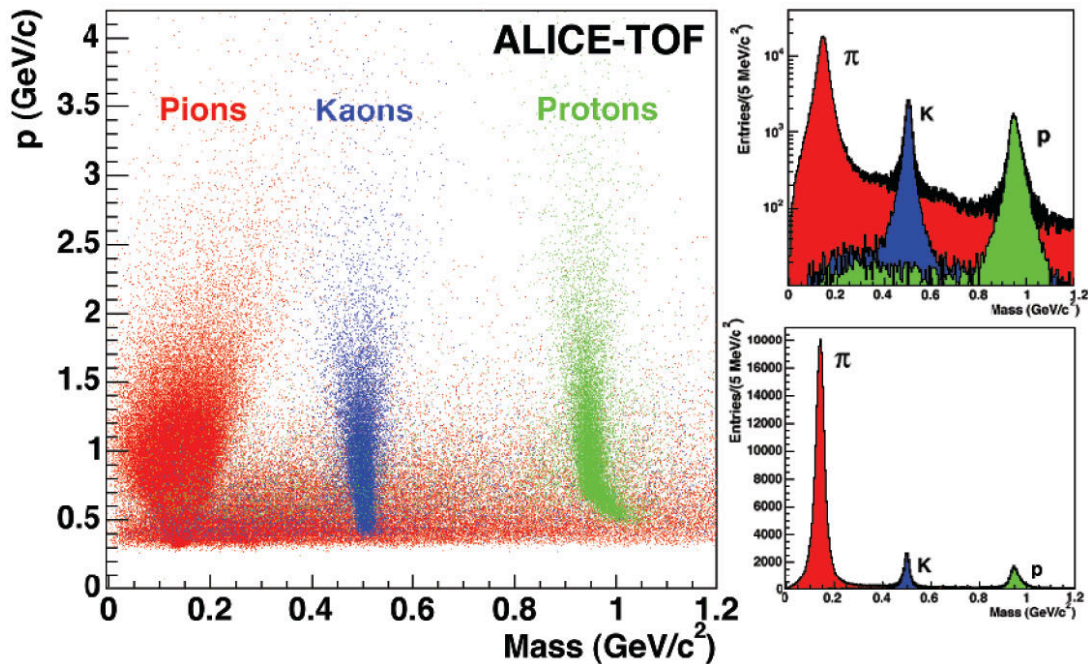 ALICE-TOF
p (GeV/c)
4
3.5
3
2.5
2
1.5
1
0.5
0
Pions
Kaons
Protons
0
0.2
0.4
0.6
0.8
1
1.2
Mass (GeV/c²)
Entries/(5 MeV/c²)
10⁴
10³
10²
π
K
p
0
0.2
0.4
0.6
0.8
1
1.2
Mass (GeV/c²)
Entries/(5 MeV/c²)
16000
14000
12000
10000
8000
6000
4000
2000
0
π
K
p
0
0.2
0.4
0.6
0.8
1
1.2
Mass (GeV/c²)